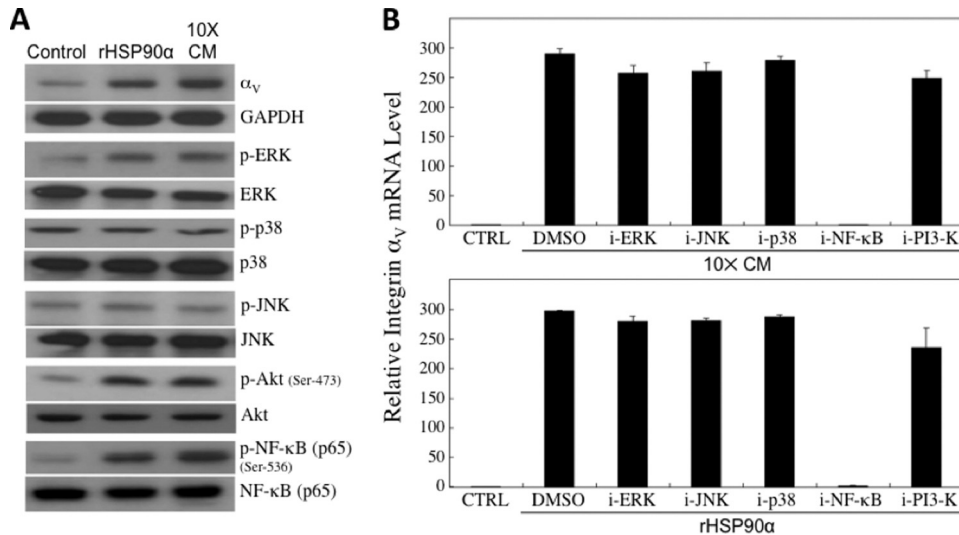 A
Control rHSP90α 10X CM
αV
GAPDH
p-ERK
ERK
p-p38
p38
p-JNK
JNK
p-Akt (Ser-473)
Akt
p-NF-κB (p65)
(Ser-536)
NF-κB (p65)
B
Relative Integrin αV mRNA Level
300
250
200
150
100
50
0
CTRL DMSO i-ERK i-JNK i-p38 i-NF-κB i-PI3-K
10× CM
300
250
200
150
100
50
0
CTRL DMSO i-ERK i-JNK i-p38 i-NF-κB i-PI3-K
rHSP90α